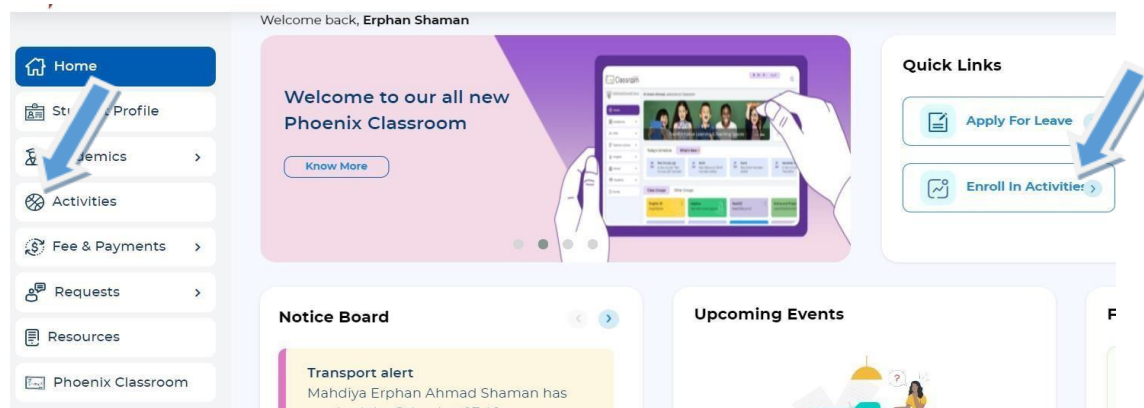 Welcome back, Erphan Shaman
Home
Profile
Academics
Activities
Fee & Payments
Requests
Resources
Phoenix Classroom
Welcome to our all new
Phoenix Classroom
Know More
Classroom
Quick Links
Apply For Leave
Enroll In Activities
Notice Board
Transport alert
Mahdiya Erphan Ahmad Shaman has
Upcoming Events
F